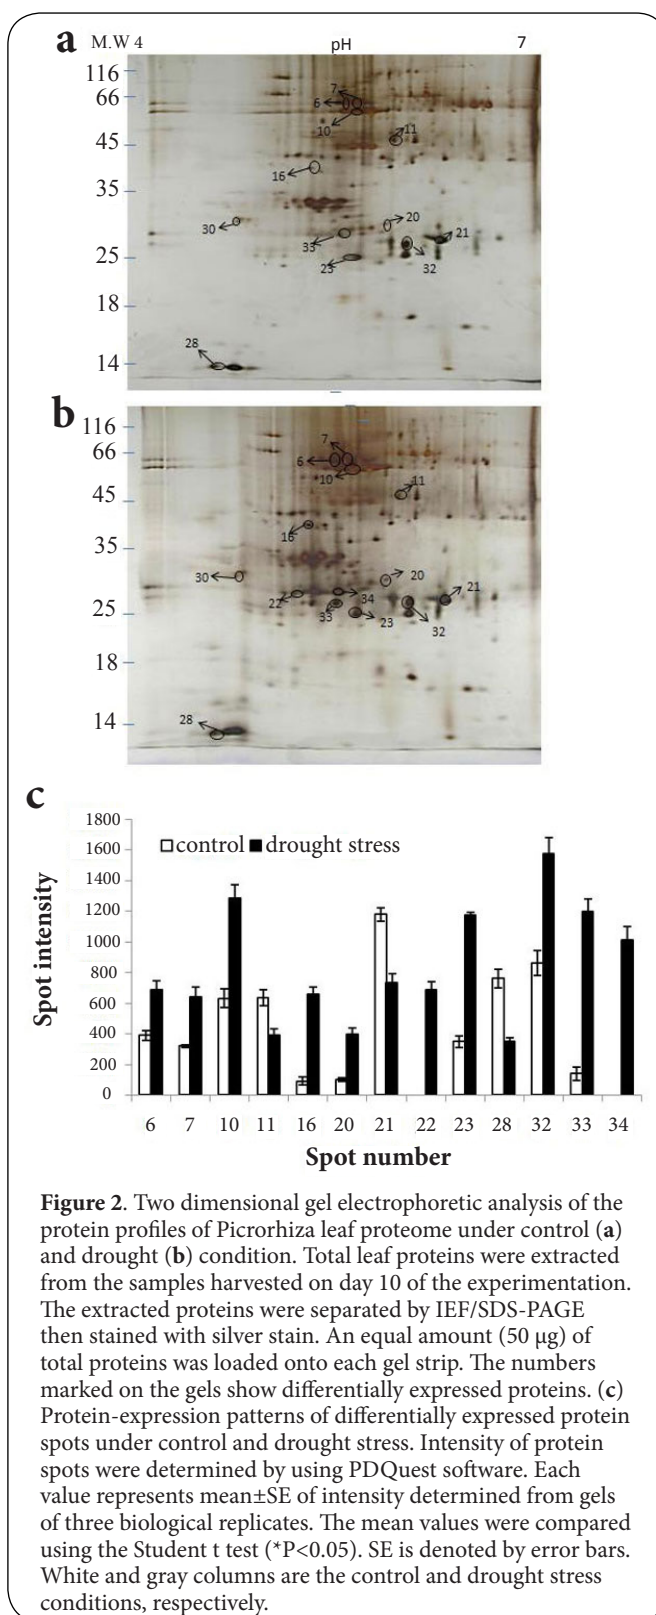 a M.W 4 pH 7
116
66
7
6
10
11
45
16
35
30
20
33
21
23
32
25
18
28
14
b
116
66
7
6
10
11
45
16
35
30
20
22
34
21
33
23
32
25
18
28
14
c
1800
1600
1400
1200
1000
800
600
400
200
0
Spot intensity
control drought stress
6 7 10 11 16 20 21 22 23 28 32 33 34
Spot number
Figure 2. Two dimensional gel electrophoretic analysis of the
protein profiles of Picrorhiza leaf proteome under control (a)
and drought (b) condition. Total leaf proteins were extracted
from the samples harvested on day 10 of the experimentation.
The extracted proteins were separated by IEF/SDS-PAGE
then stained with silver stain. An equal amount (50 μg) of
total proteins was loaded onto each gel strip. The numbers
marked on the gels show differentially expressed proteins. (c)
Protein-expression patterns of differentially expressed protein
spots under control and drought stress. Intensity of protein
spots were determined by using PDQuest software. Each
value represents mean±SE of intensity determined from gels
of three biological replicates. The mean values were compared
using the Student t test (*P<0.05). SE is denoted by error bars.
White and gray columns are the control and drought stress
conditions, respectively.